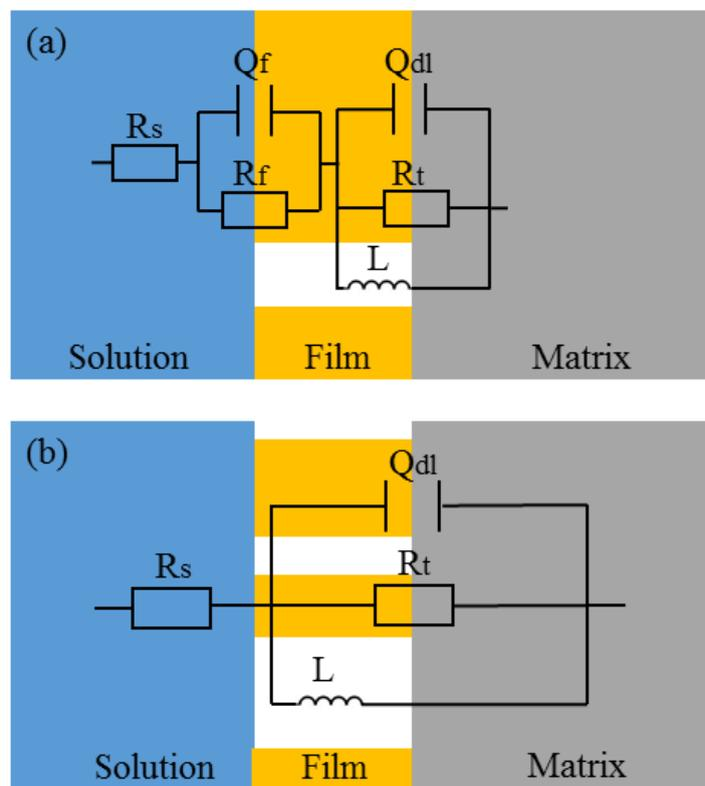 (a)
Qf
Qdl
Rs
Rf
Rt
L
Solution
Film
Matrix
(b)
Qdl
Rs
Rt
L
Solution
Film
Matrix